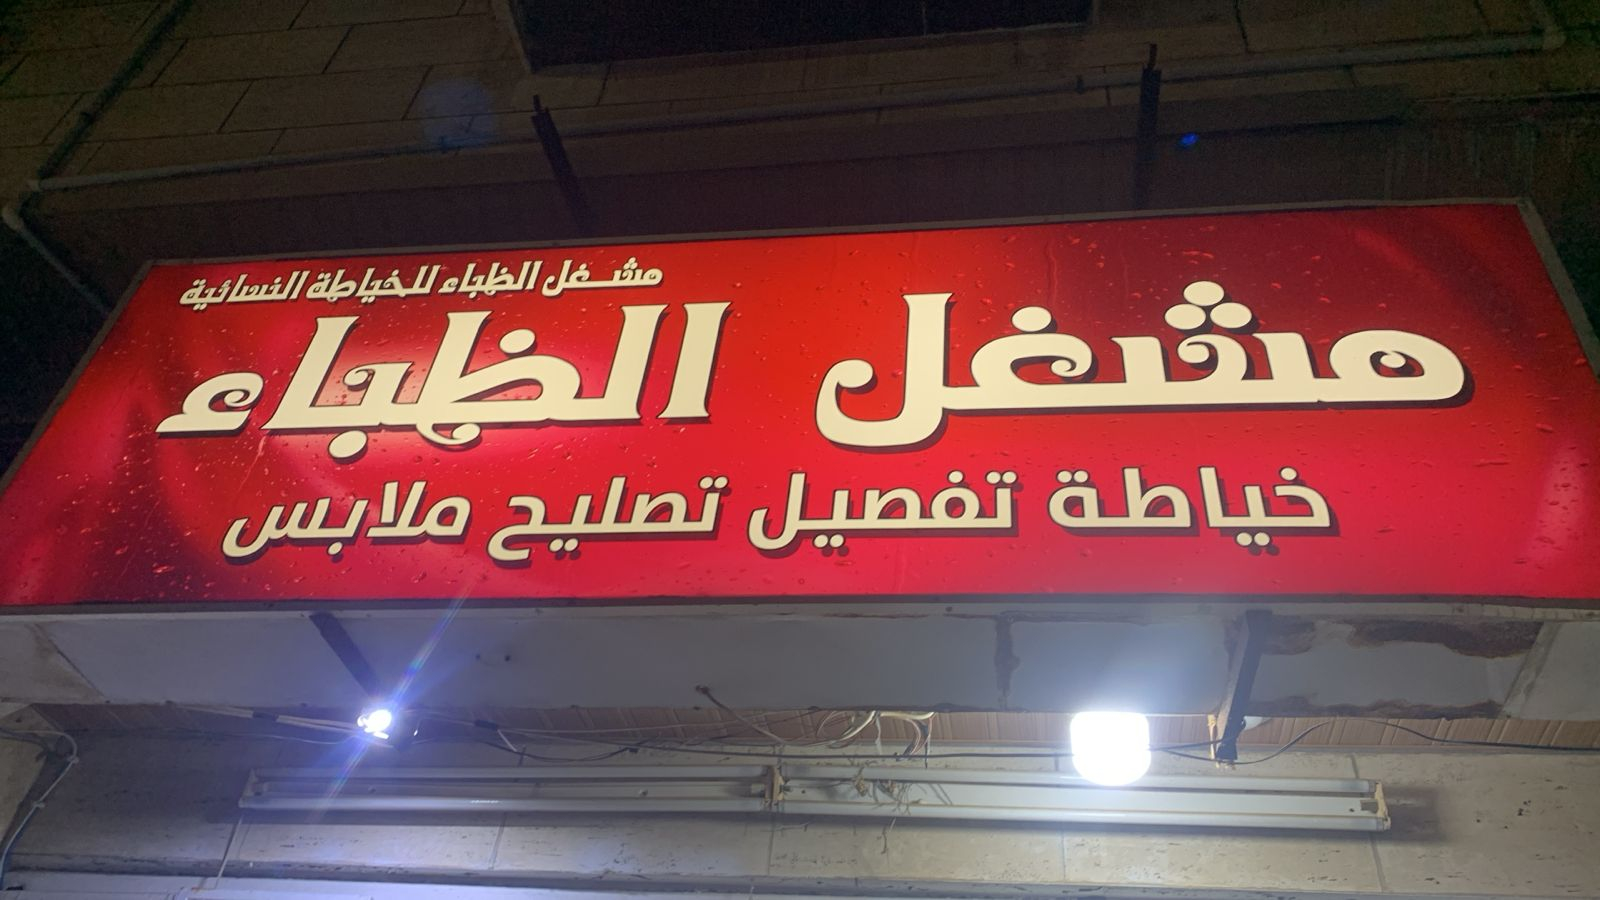 مشغل الظباء للخياطة النسائية
مشغل الظباء
خياطة تفصيل تصليح ملابس